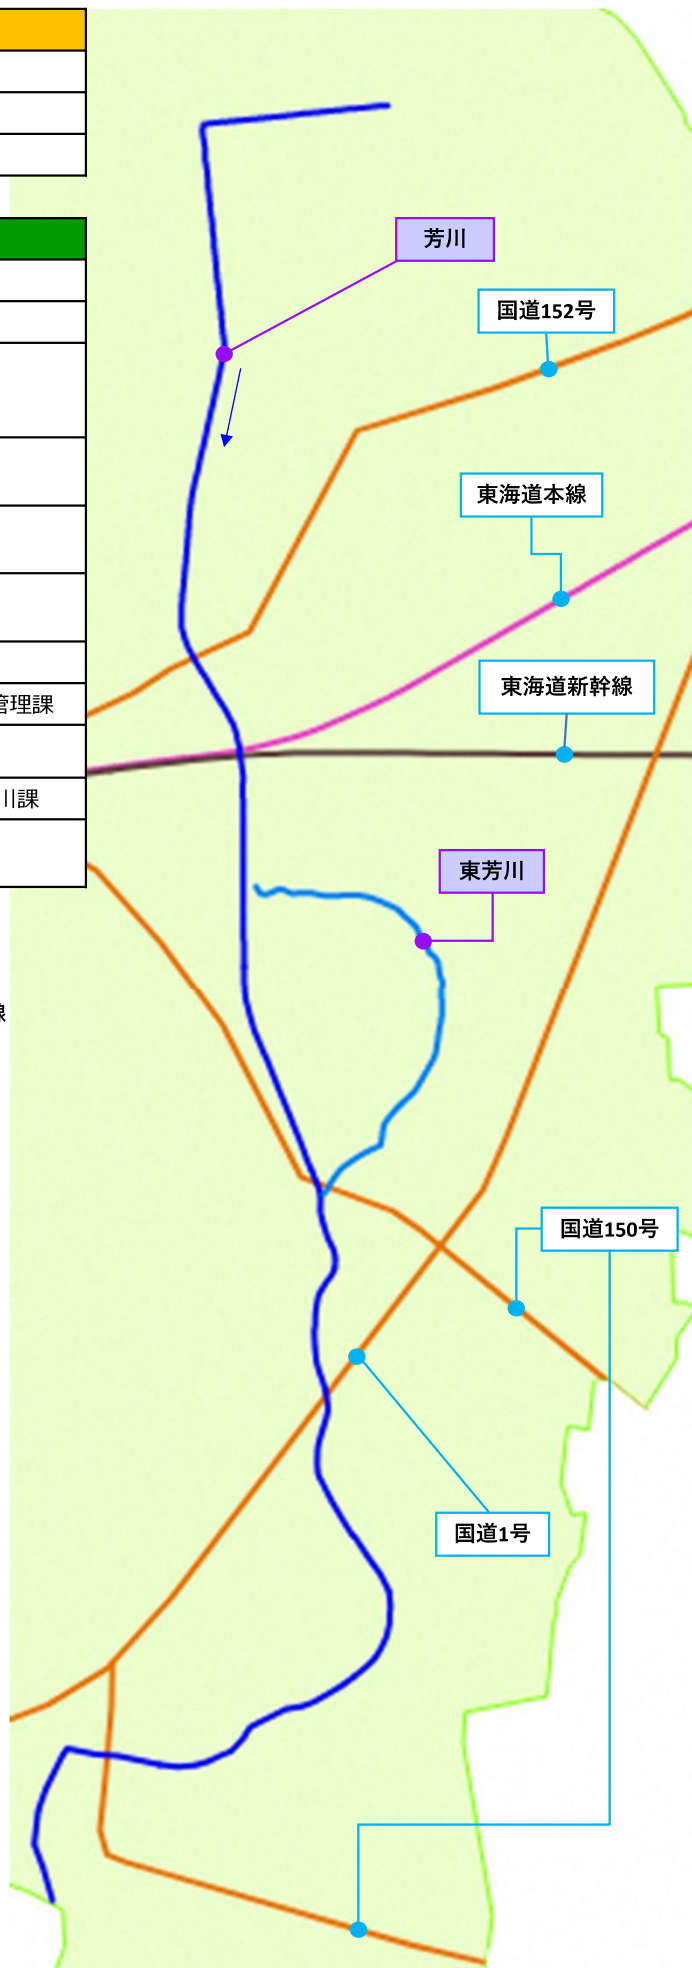 芳川
国道152号
東海道本線
東海道新幹線
管理課
川課
東芳川
線
国道150号
国道1号